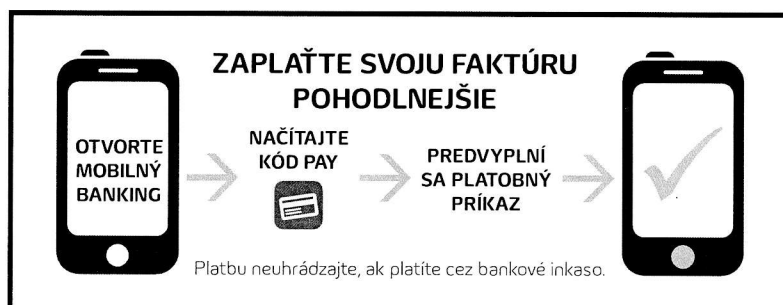 ZAPLAŤTE SVOJU FAKTÚRU
POHODLNEJŠIE
OTVORTE
MOBILNÝ
BANKING
NAČÍTAJTE
KÓD PAY
PREDVYPLNÍ
SA PLATOBNÝ
PRÍKAZ
Platbu neuhrádzajte, ak platíte cez bankové inkaso.